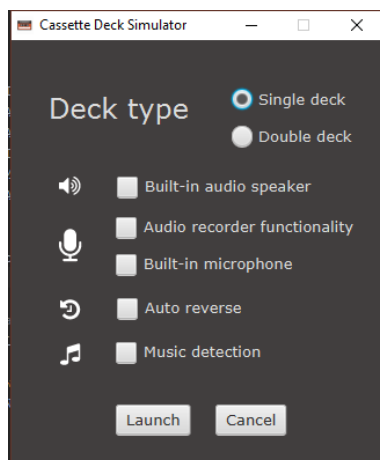 Cassette Deck Simulator
Deck type
Single deck
Double deck
Built-in audio speaker
Audio recorder functionality
Built-in microphone
Auto reverse
Music detection
Launch Cancel